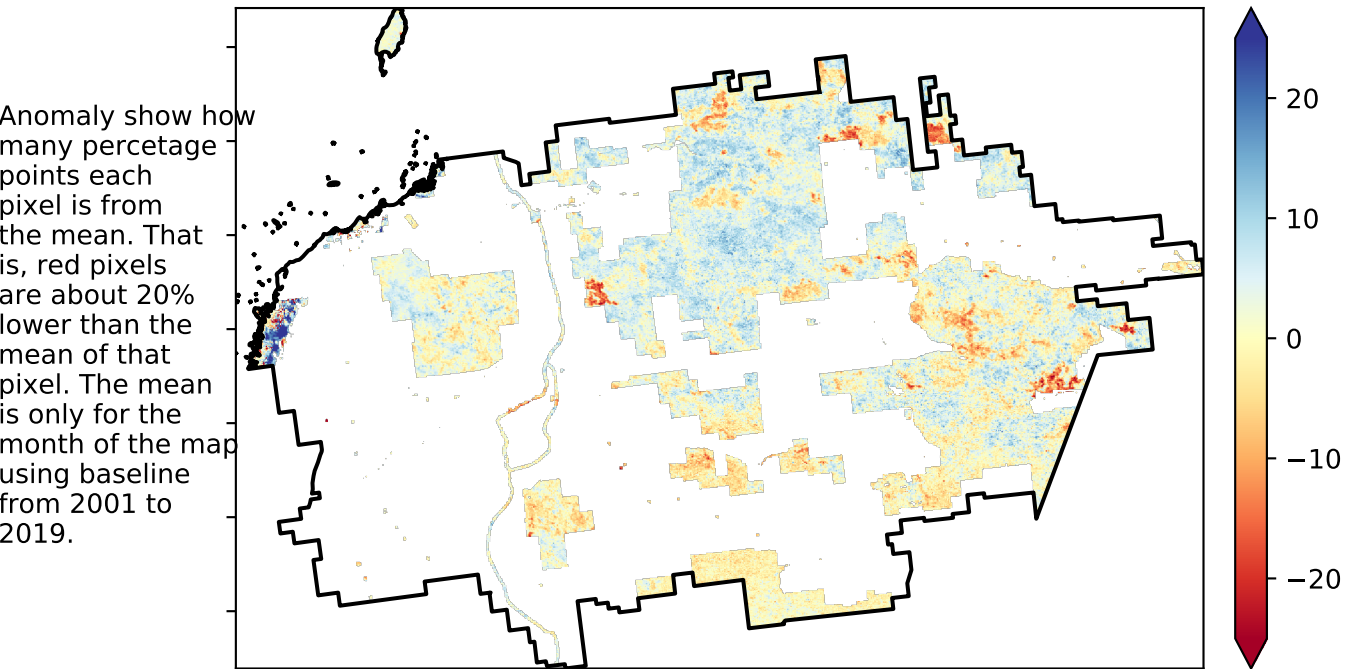 Anomaly show how
many percetage
points each
pixel is from
the mean. That
is, red pixels
are about 20%
lower than the
mean of that
pixel. The mean
is only for the
month of the map
using baseline
from 2001 to
2019.
20
10
0
−10
−20